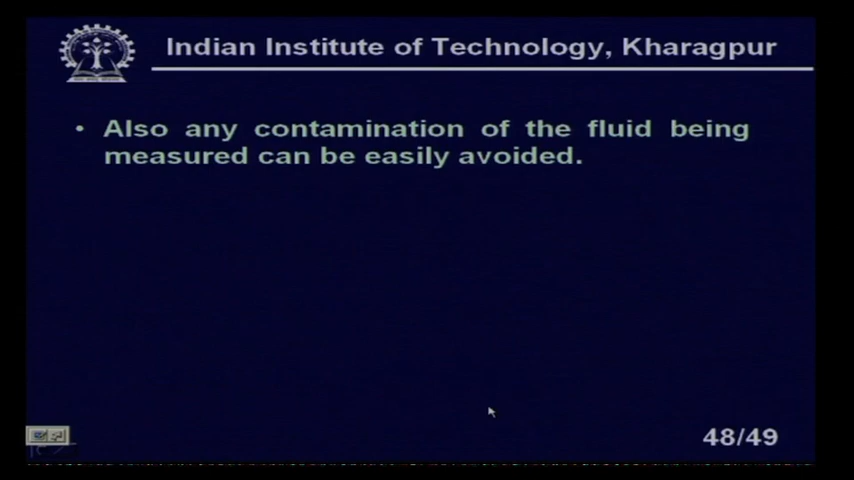 Indian Institute of Technology, Kharagpur
• Also any contamination of the fluid being
measured can be easily avoided.
48/49